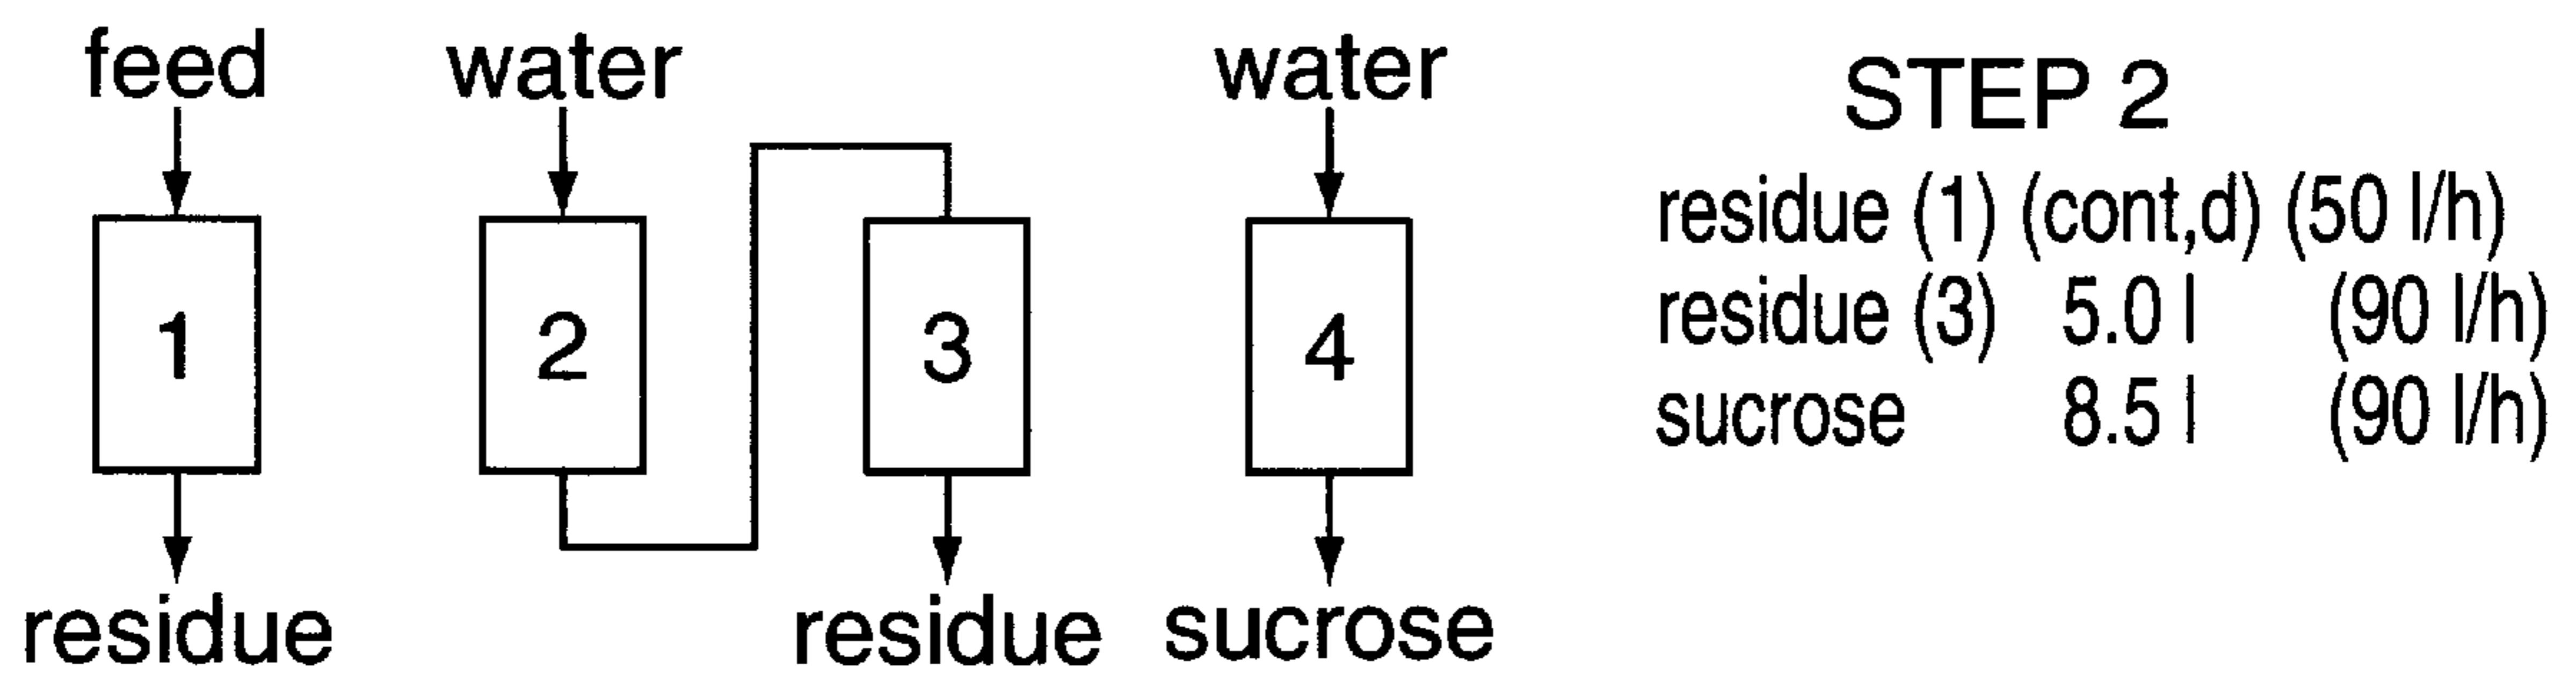 feed
water
water
1
2
3
4
residue
residue
sucrose
STEP 2
residue (1) (cont,d) (50 l/h)
residue (3) 5.0 l (90 l/h)
sucrose 8.5 l (90 l/h)